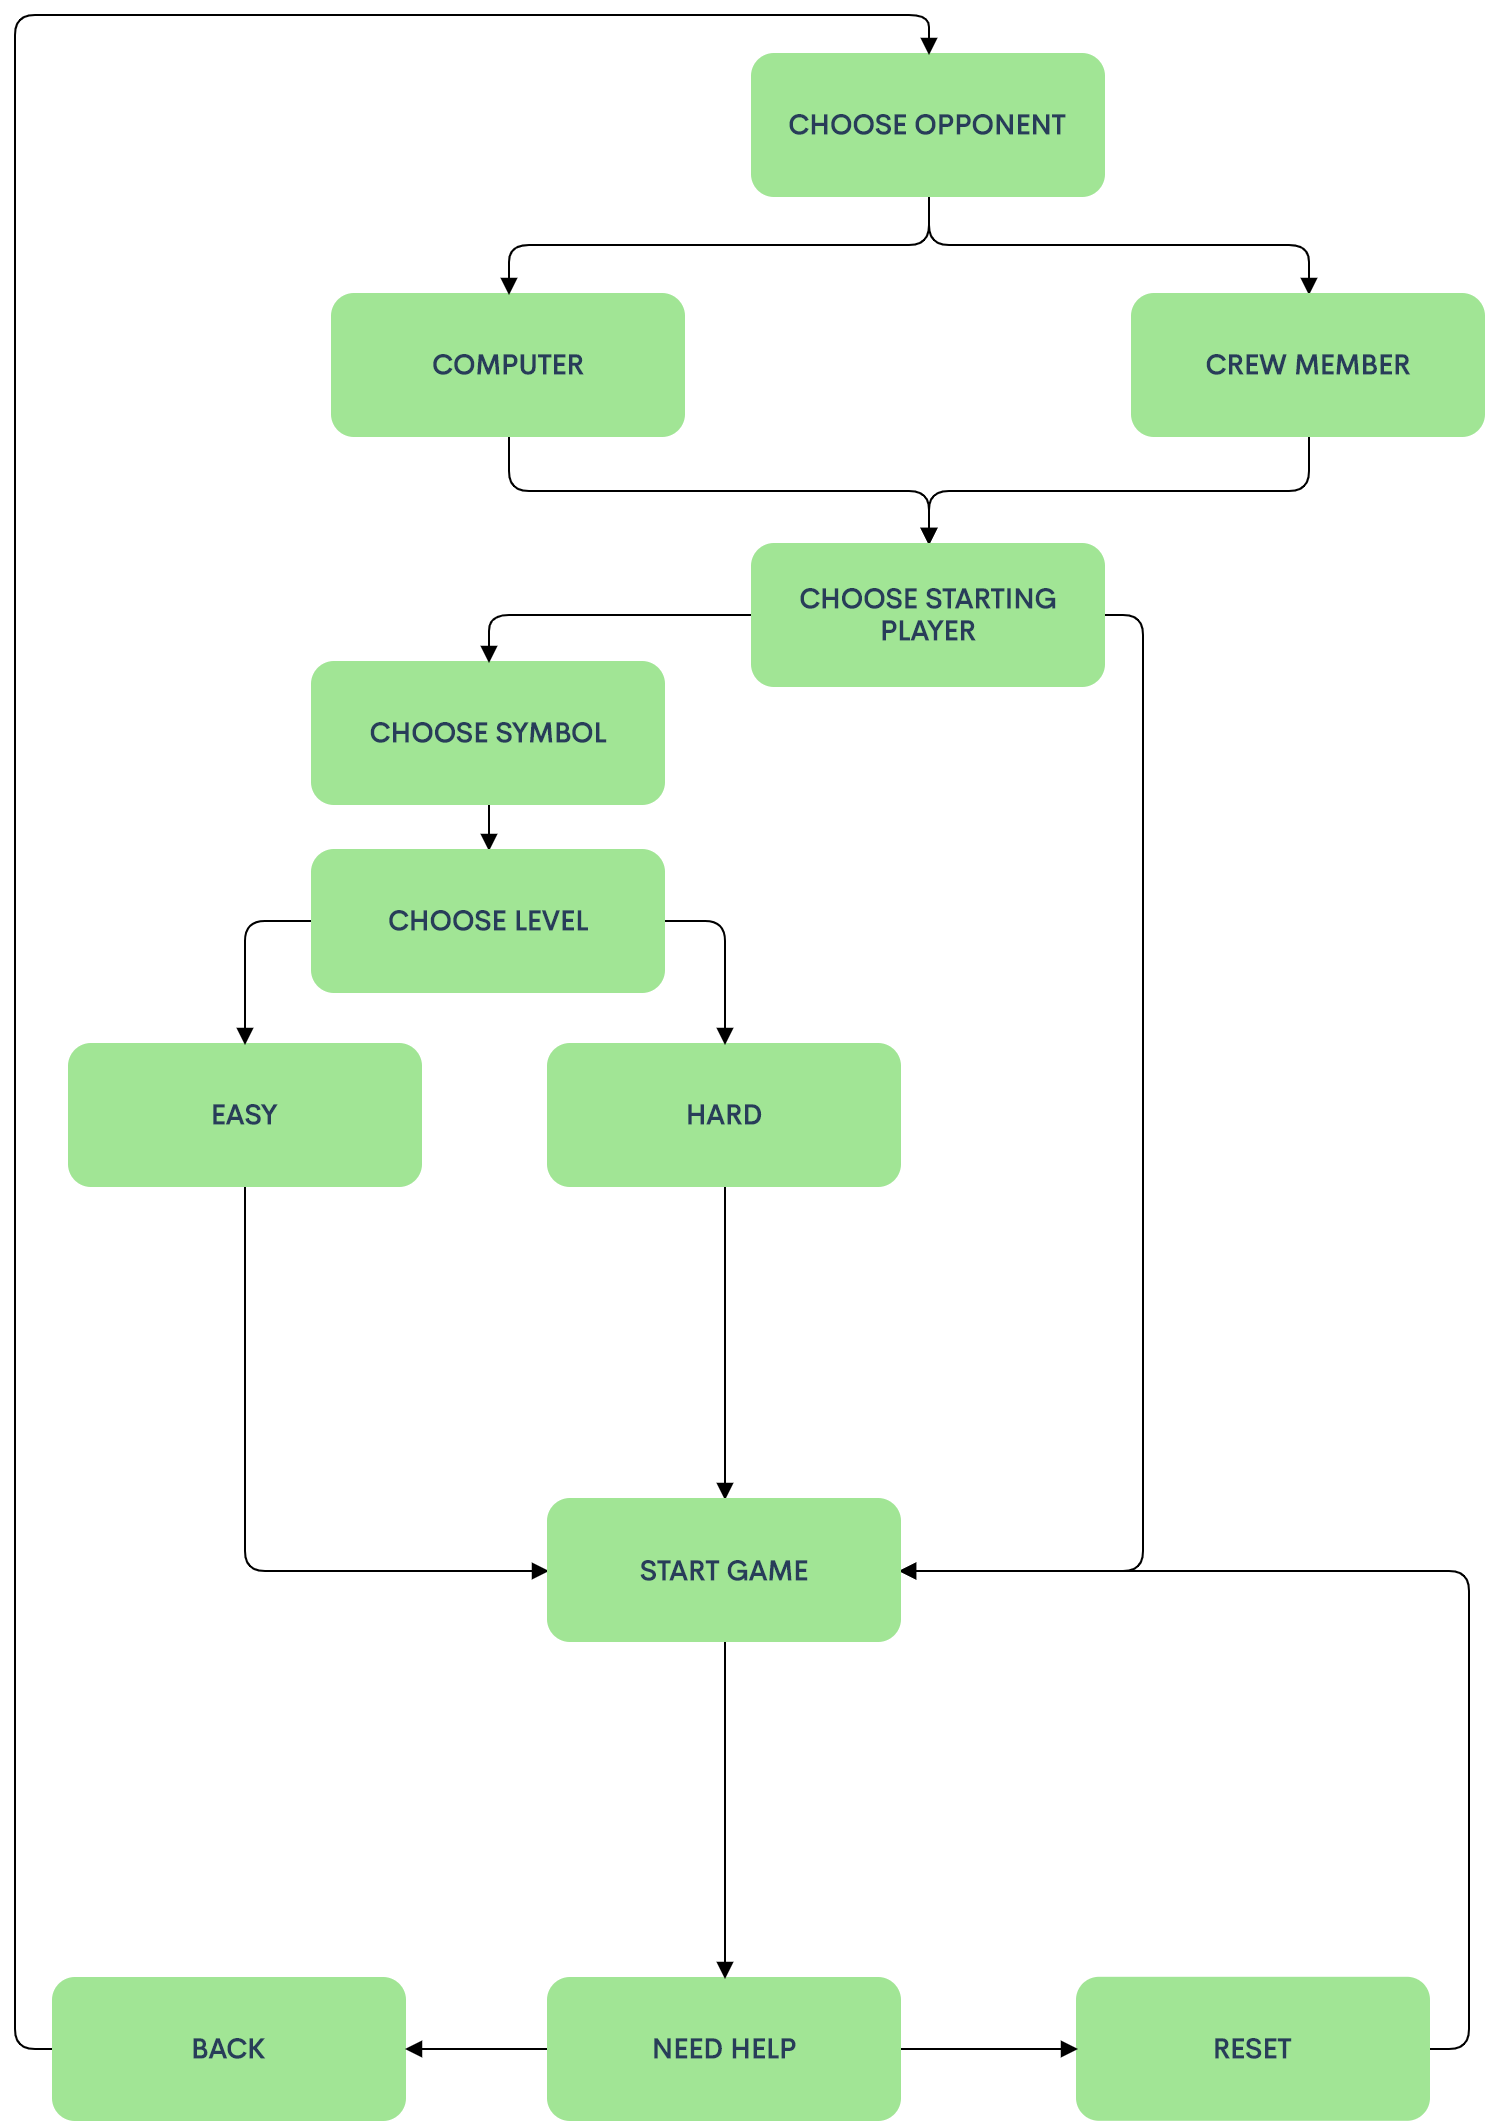 CHOOSE OPPONENT
COMPUTER
CREW MEMBER
CHOOSE STARTING
PLAYER
CHOOSE SYMBOL
CHOOSE LEVEL
EASY
HARD
START GAME
BACK
NEED HELP
RESET